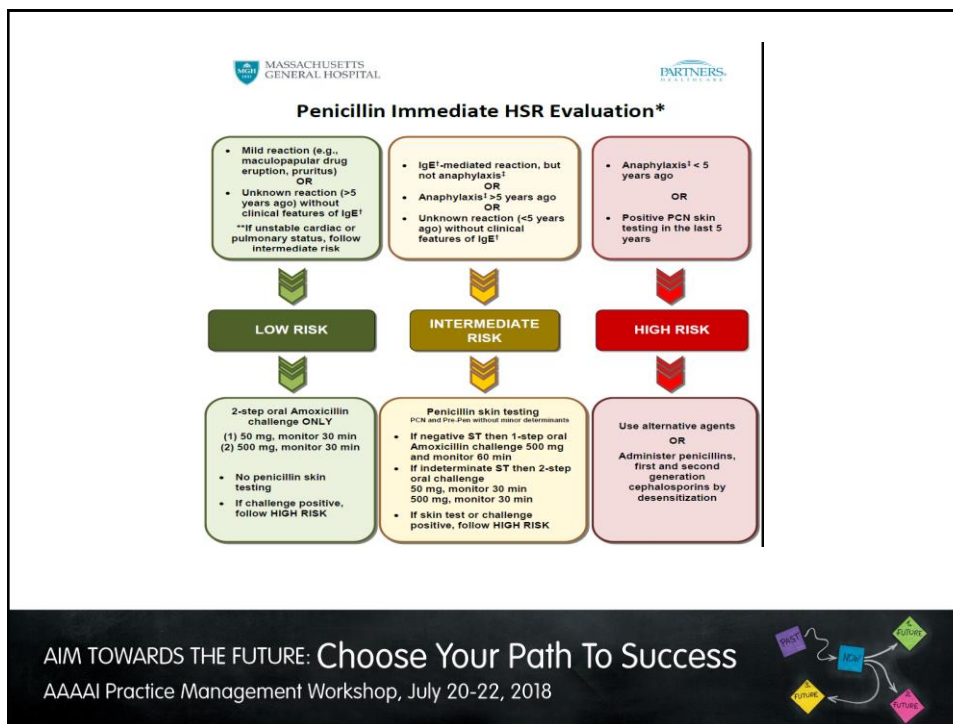 MASSACHUSETTS
GENERAL HOSPITAL
MGH
1811
PARTNERS
HEALTHCARE
Penicillin Immediate HSR Evaluation*
• Mild reaction (e.g.,
maculopapular drug
eruption, pruritus)
OR
• Unknown reaction (>5
years ago) without
clinical features of IgE†
**If unstable cardiac or
pulmonary status, follow
intermediate risk
• IgE†-mediated reaction, but
not anaphylaxis‡
OR
• Anaphylaxis‡ >5 years ago
OR
• Unknown reaction (<5 years
ago) without clinical
features of IgE†
• Anaphylaxis‡ < 5
years ago
OR
• Positive PCN skin
testing in the last 5
years
LOW RISK
INTERMEDIATE
RISK
HIGH RISK
2-step oral Amoxicillin
challenge ONLY
(1) 50 mg, monitor 30 min
(2) 500 mg, monitor 30 min
• No penicillin skin
testing
• If challenge positive,
follow HIGH RISK
Penicillin skin testing
PCN and Pre-Pen without minor determinants
• If negative ST then 1-step oral
Amoxicillin challenge 500 mg
and monitor 60 min
• If indeterminate ST then 2-step
oral challenge
50 mg, monitor 30 min
500 mg, monitor 30 min
• If skin test or challenge
positive, follow HIGH RISK
Use alternative agents
OR
Administer penicillins,
first and second
generation
cephalosporins by
desensitization
AIM TOWARDS THE FUTURE: Choose Your Path To Success
AAAAI Practice Management Workshop, July 20-22, 2018
PAST
NOW
FUTURE
FUTURE
FUTURE